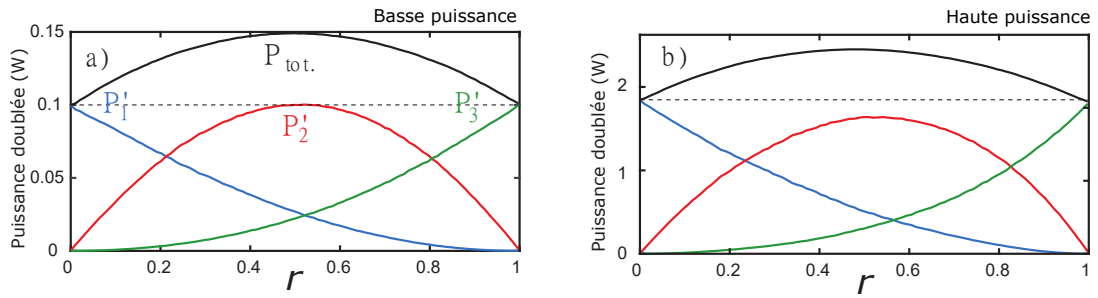 Basse puissance
Puissance doublée (W)
0.15
0.1
0.05
0
a)
P_tot.
P'_1
P'_2
P'_3
0 0.2 0.4 0.6 0.8 1
r
Haute puissance
Puissance doublée (W)
2
1
0
b)
0 0.2 0.4 0.6 0.8 1
r